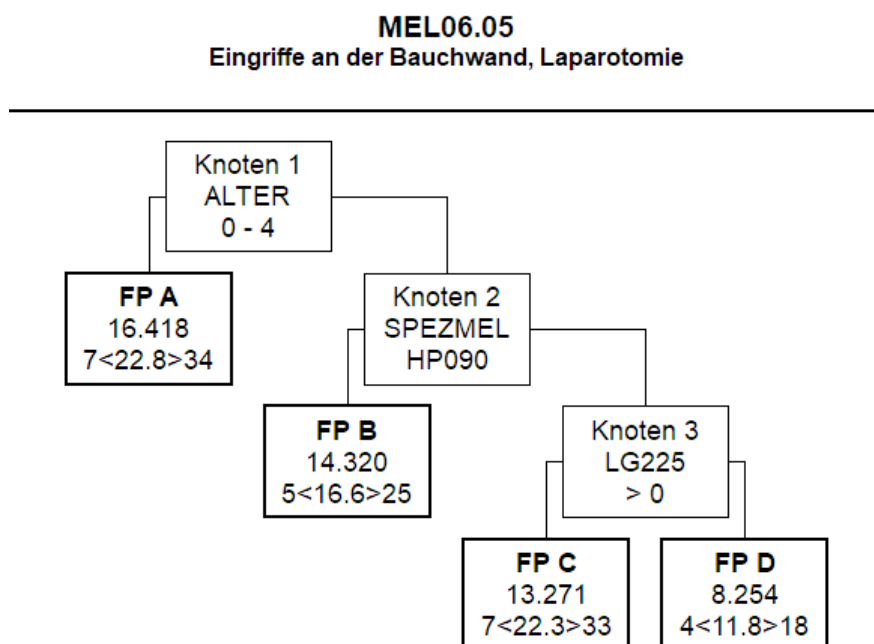 MEL06.05
Eingriffe an der Bauchwand, Laparotomie
Knoten 1
ALTER
0 - 4
FP A
16.418
7<22.8>34
Knoten 2
SPEZMEL
HP090
FP B
14.320
5<16.6>25
Knoten 3
LG225
> 0
FP C
13.271
7<22.3>33
FP D
8.254
4<11.8>18